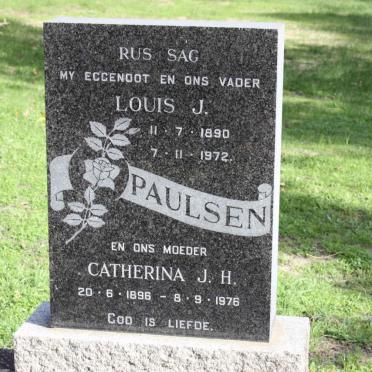 RUS SAG
MY EGGENOOT EN ONS VADER
LOUIS J.
11-7-1890
7-11-1972.
PAULSEN
EN ONS MOEDER
CATHERINA J. H.
20-6-1896 - 8-9-1976
GOD IS LIEFDE.